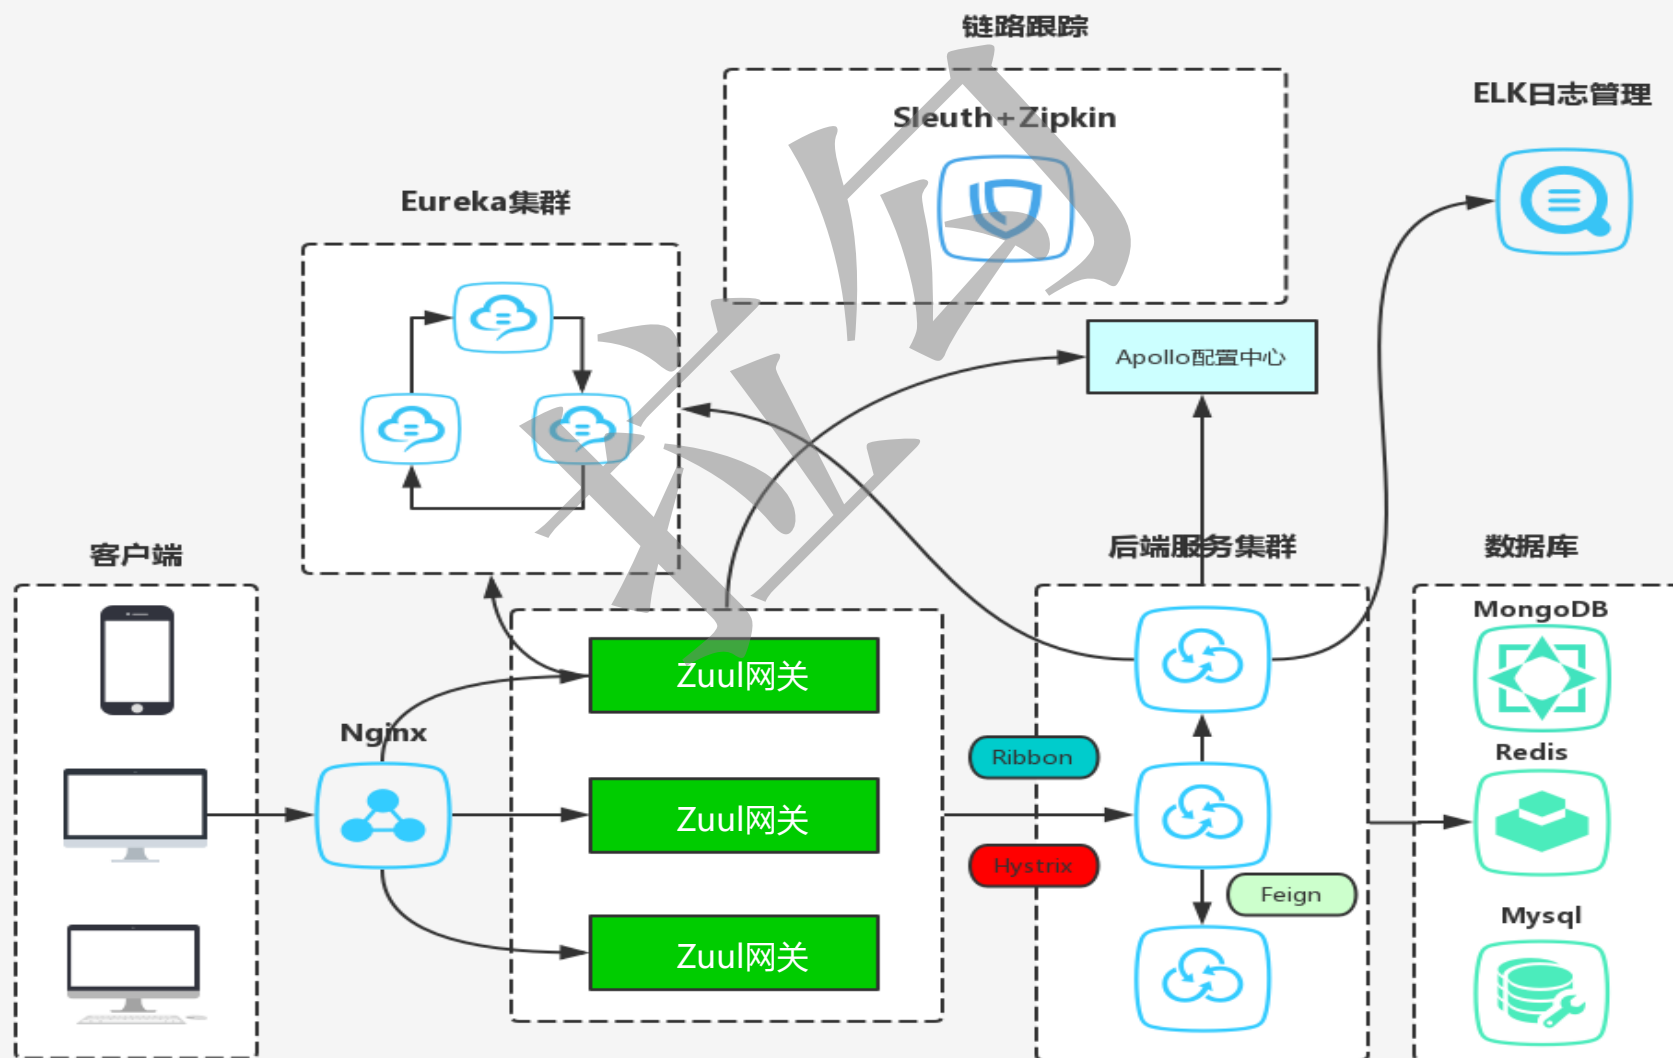 链路跟踪
Sleuth+Zipkin
ELK日志管理
Eureka集群
Apollo配置中心
客户端
后端服务集群
数据库
MongoDB
Zuul网关
Nginx
Ribbon
Redis
Zuul网关
Hystrix
Feign
Mysql
Zuul网关
拉勾